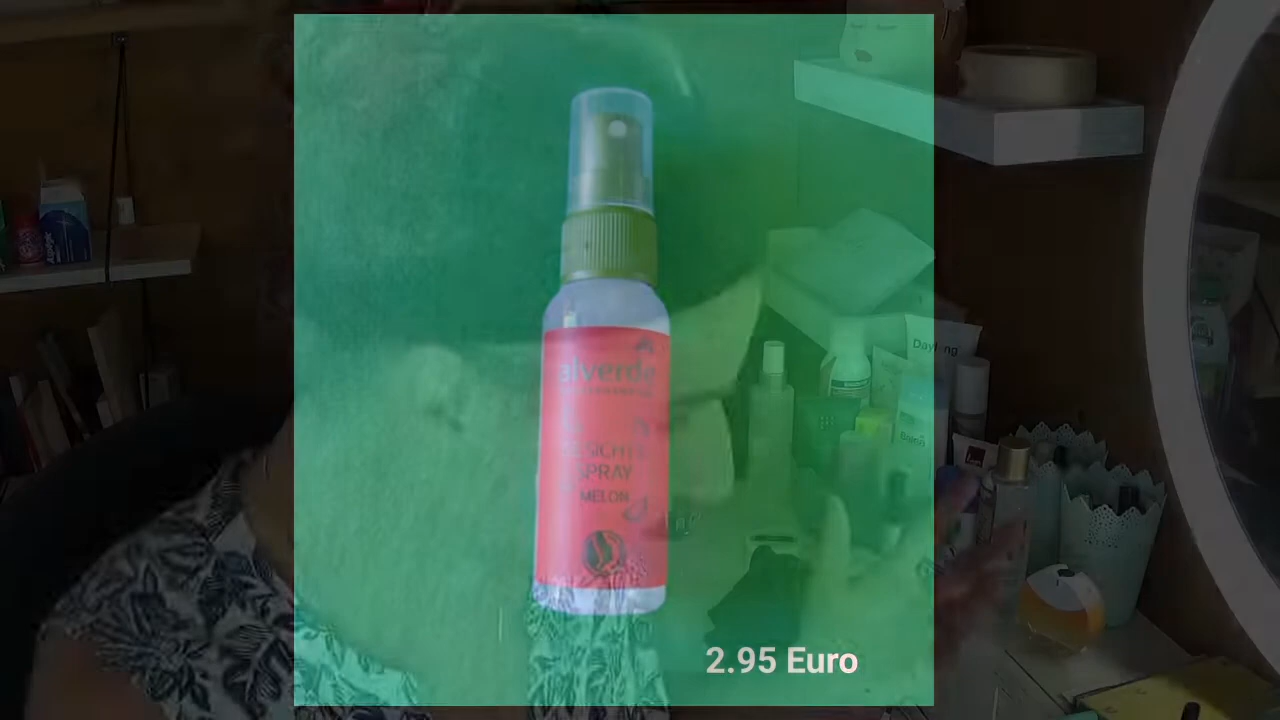 alverde
GESICHTS
SPRAY
MELON
2.95 Euro
Daylong